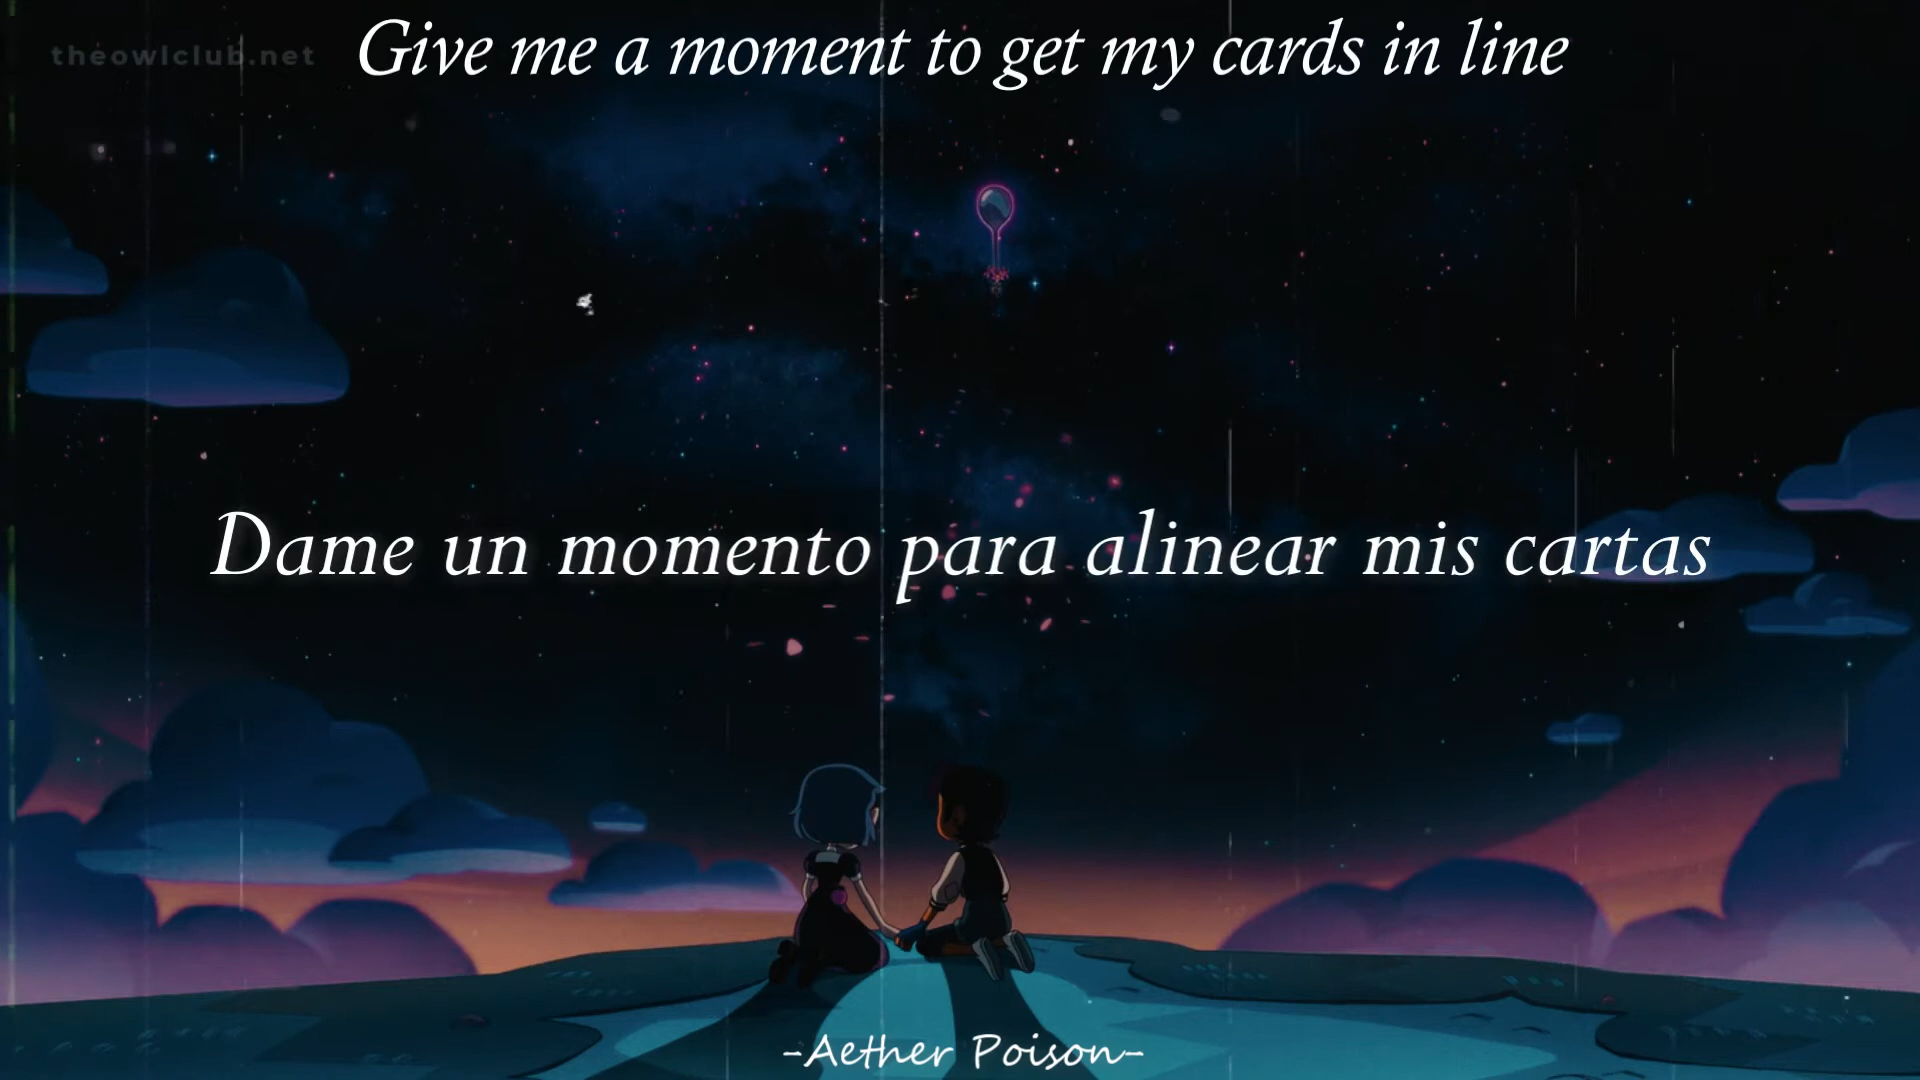 theowlclub.net
Give me a moment to get my cards in line
Dame un momento para alinear mis cartas
-Aether Poison-